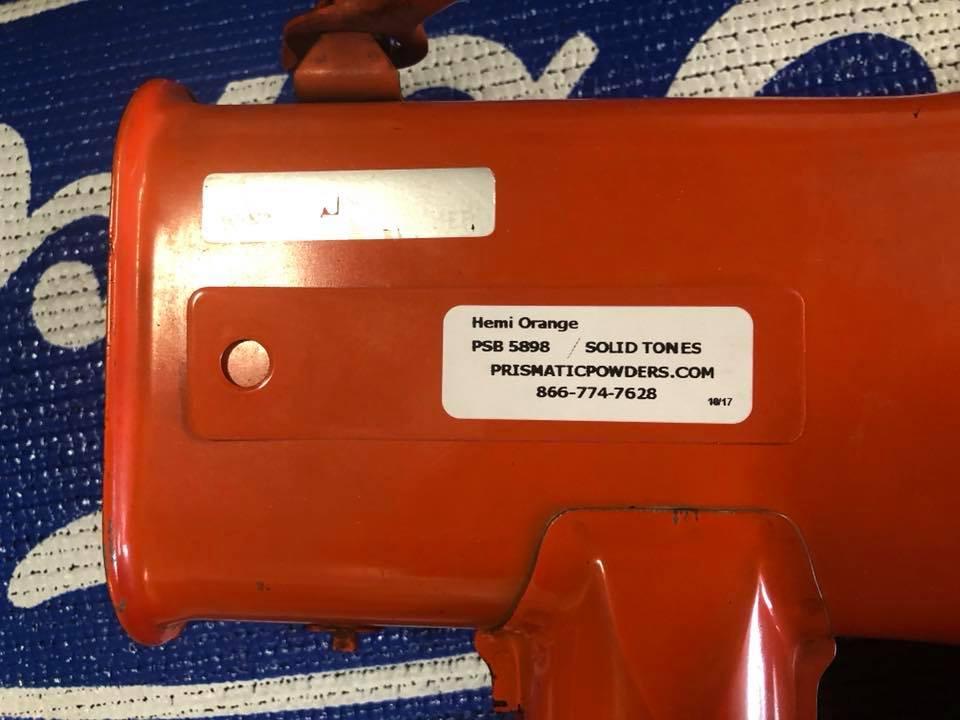 Hemi Orange
PSB 5898 / SOLID TONES
PRISMATICPOWDERS.COM
866-774-7628
10/17